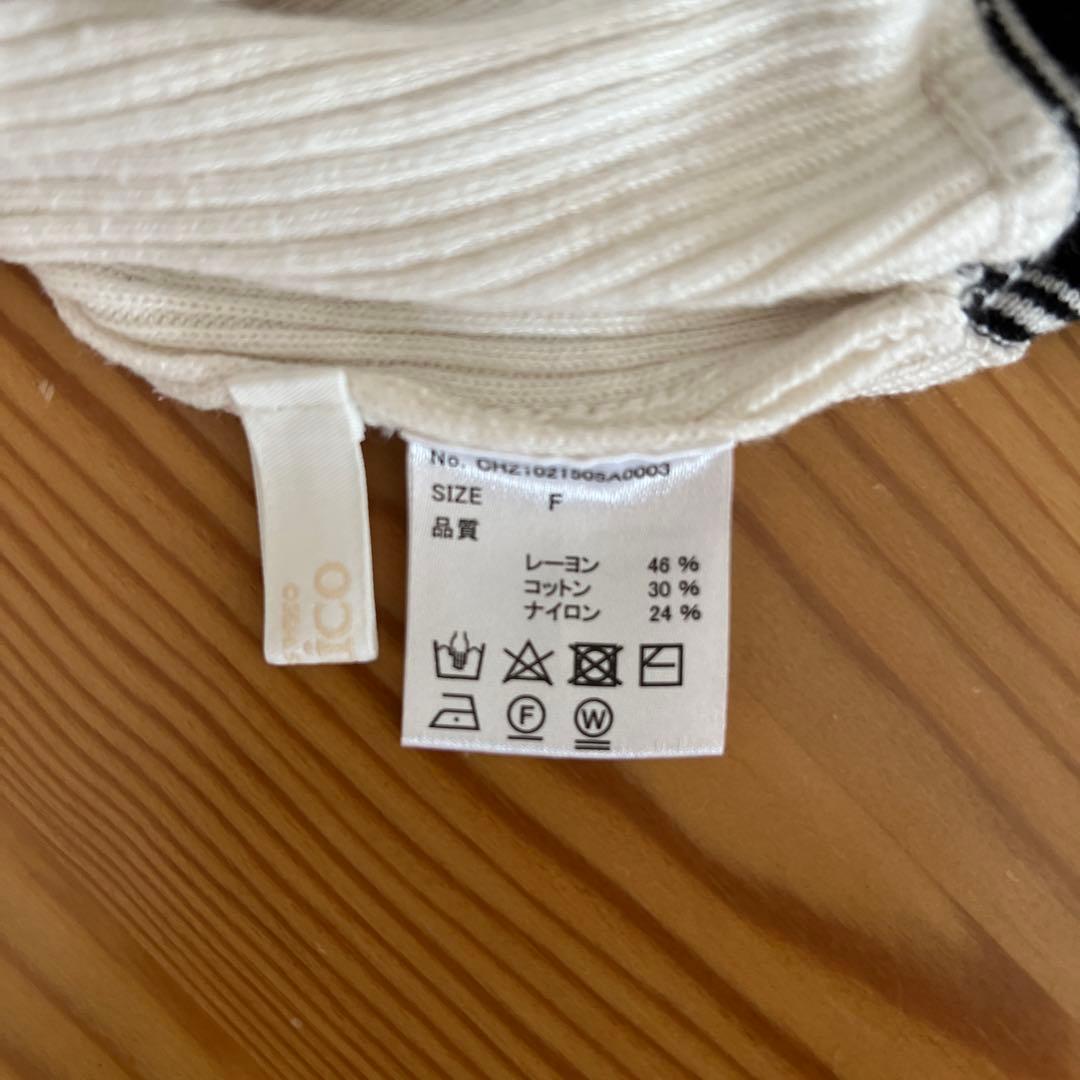 No. CHZ1021505A0003
SIZE F
品質
レーヨン 46 %
コットン 30 %
ナイロン 24 %
F W
ICO